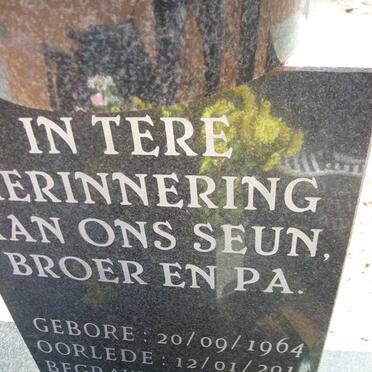 IN TERE
ERINNERING
AN ONS SEUN,
BROER EN PA.
GEBORE : 20/09/1964
OORLEDE : 12/01/201